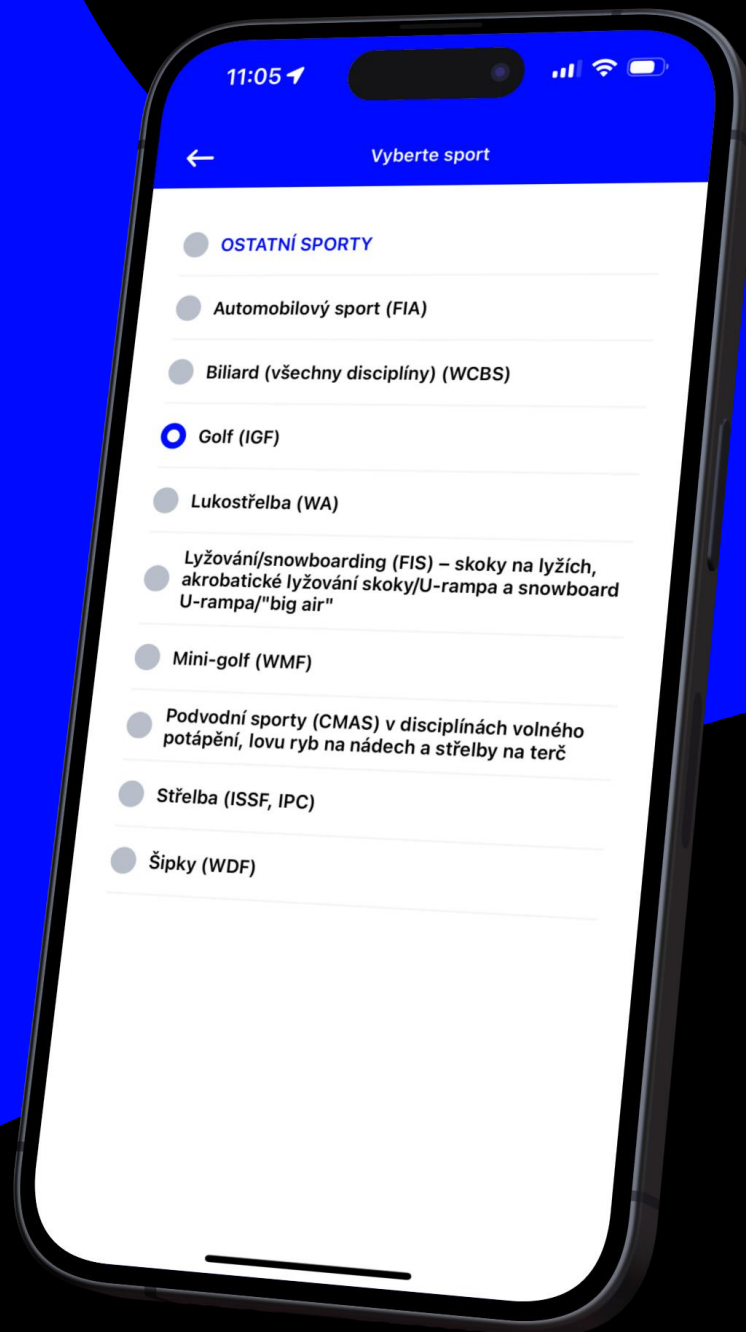 11:05
Vyberte sport
OSTATNÍ SPORTY
Automobilový sport (FIA)
Biliard (všechny disciplíny) (WCBS)
Golf (IGF)
Lukostřelba (WA)
Lyžování/snowboarding (FIS) – skoky na lyžích,
akrobatické lyžování skoky/U-rampa a snowboard
U-rampa/"big air"
Mini-golf (WMF)
Podvodní sporty (CMAS) v disciplínách volného
potápění, lovu ryb na nádech a střelby na terč
Střelba (ISSF, IPC)
Šipky (WDF)